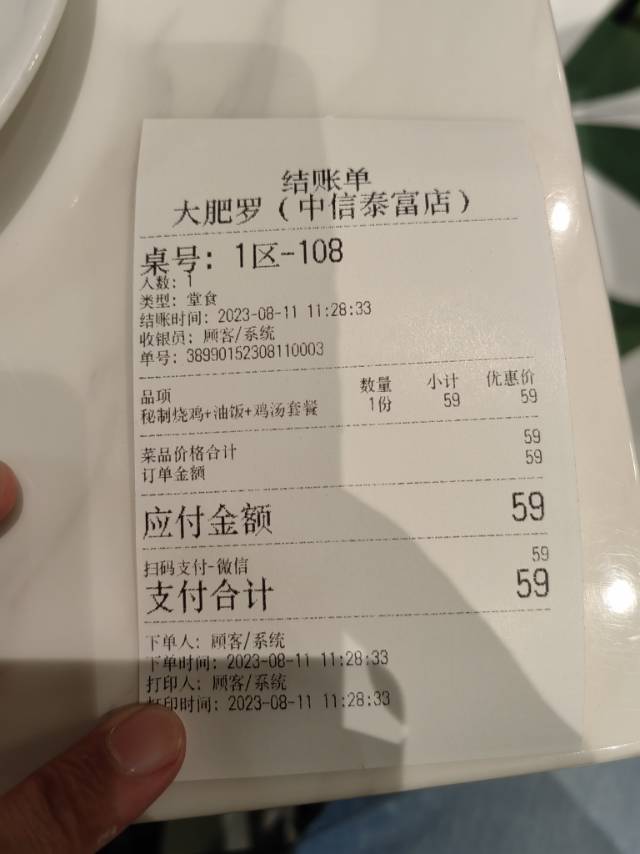 结账单
大肥罗（中信泰富店）
桌号: 1区-108
人数: 1
类型: 堂食
结账时间: 2023-08-11 11:28:33
收银员: 顾客/系统
单号: 38990152308110003
品项 数量 小计 优惠价
秘制烧鸡+油饭+鸡汤套餐 1份 59 59
菜品价格合计 59
订单金额 59
应付金额 59
扫码支付-微信 59
支付合计 59
下单人: 顾客/系统
下单时间: 2023-08-11 11:28:33
打印人: 顾客/系统
打印时间: 2023-08-11 11:28:33